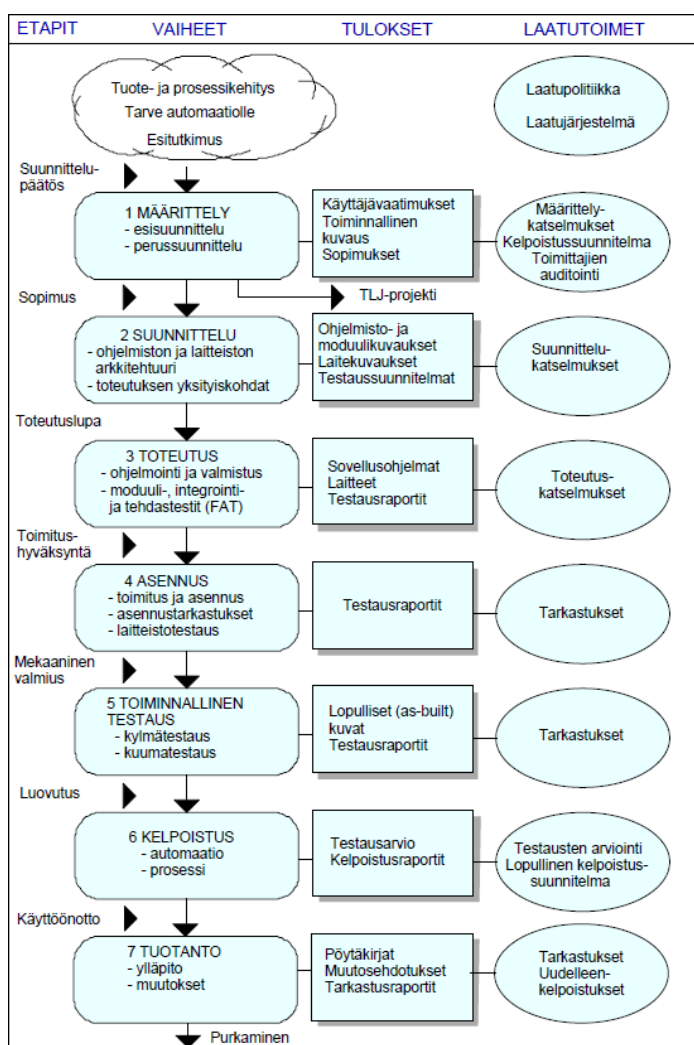 ETAPIT VAIHEET TULOKSET LAATUTOIMET
Tuote- ja prosessikehitys
Tarve automaatiolle
Esitutkimus
Laatupolitiikka
Laatujärjestelmä
Suunnittelu-
päätös
1 MÄÄRITTELY
- esisuunnittelu
- perussuunnittelu
Käyttäjävaatimukset
Toiminnallinen
kuvaus
Sopimukset
Määrittely-
katselmukset
Kelpoistussuunnitelma
Toimittajien
auditointi
Sopimus
TLJ-projekti
2 SUUNNITTELU
- ohjelmiston ja laitteiston
arkkitehtuuri
- toteutuksen yksityiskohdat
Ohjelmisto- ja
moduulikuvaukset
Laitekuvaukset
Testaussuunnitelmat
Suunnittelu-
katselmukset
Toteutuslupa
3 TOTEUTUS
- ohjelmointi ja valmistus
- moduuli-, integrointi-
ja tehdastestit (FAT)
Sovellusohjelmat
Laitteet
Testausraportit
Toteutus-
katselmukset
Toimitus-
hyväksyntä
4 ASENNUS
- toimitus ja asennus
- asennustarkastukset
- laitteistotestaus
Testausraportit
Tarkastukset
Mekaaninen
valmius
5 TOIMINNALLINEN
TESTAUS
- kylmätestaus
- kuumatestaus
Lopulliset (as-built)
kuvat
Testausraportit
Tarkastukset
Luovutus
6 KELPOISTUS
- automaatio
- prosessi
Testausarvio
Kelpoistusraportit
Testausten arviointi
Lopullinen kelpoistus-
suunnitelma
Käyttöönotto
7 TUOTANTO
- ylläpito
- muutokset
Pöytäkirjat
Muutosehdotukset
Tarkastusraportit
Tarkastukset
Uudelleen-
kelpoistukset
Purkaminen